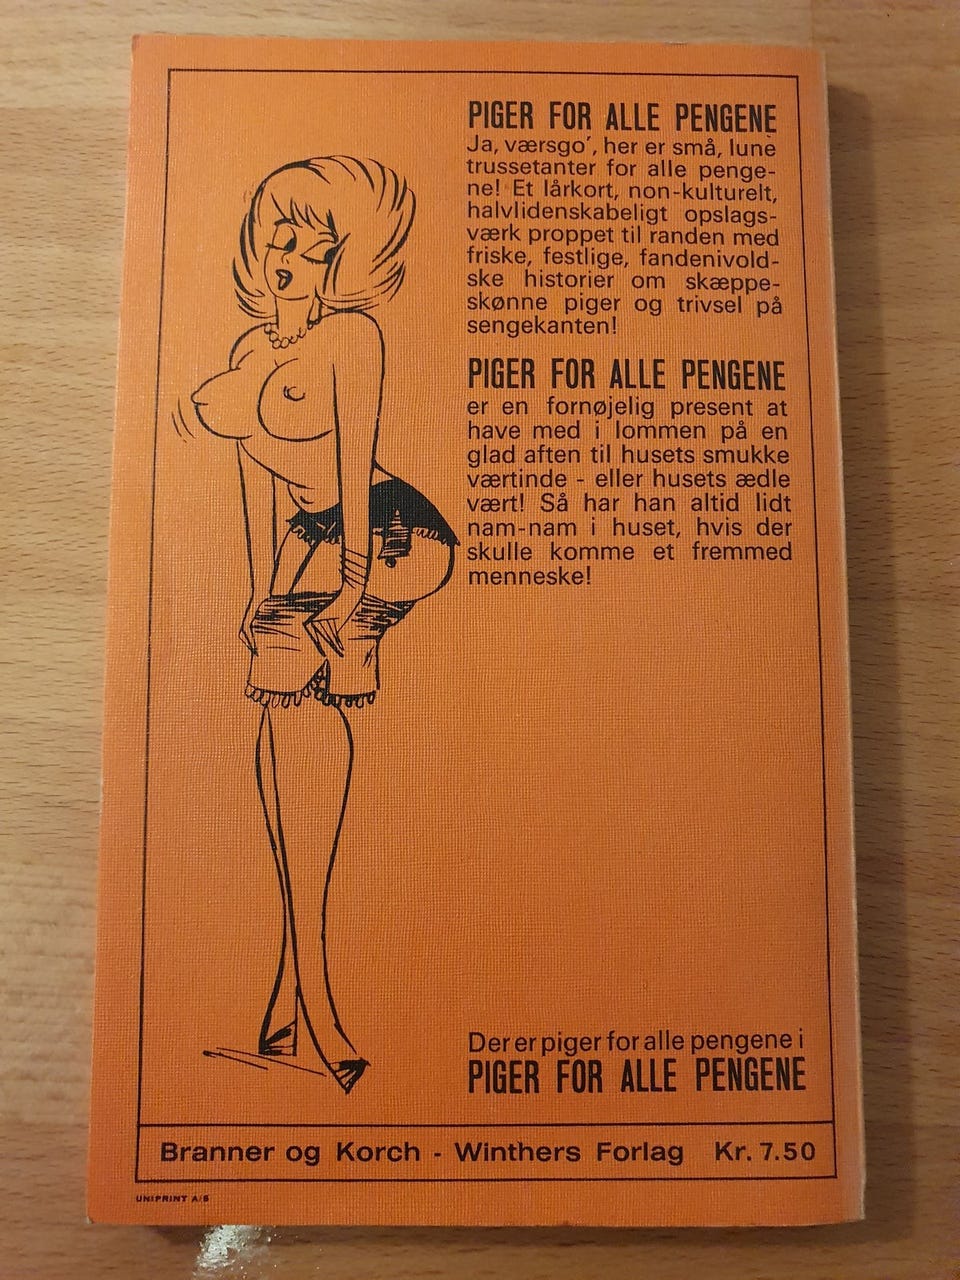 PIGER FOR ALLE PENGENE
Ja, værsgo', her er små, lune
trussetanter for alle penge-
ne! Et lårkort, non-kulturelt,
halvlidenskabeligt opslags-
værk proppet til randen med
friske, festlige, fandenivold-
ske historier om skæppe-
skønne piger og trivsel på
sengekanten!
PIGER FOR ALLE PENGENE
er en fornøjelig present at
have med i lommen på en
glad aften til husets smukke
værtinde - eller husets ædle
vært! Så har han altid lidt
nam-nam i huset, hvis der
skulle komme et fremmed
menneske!
Der er piger for alle pengene i
PIGER FOR ALLE PENGENE
Branner og Korch - Winthers Forlag Kr. 7.50
UNIPRINT A/S